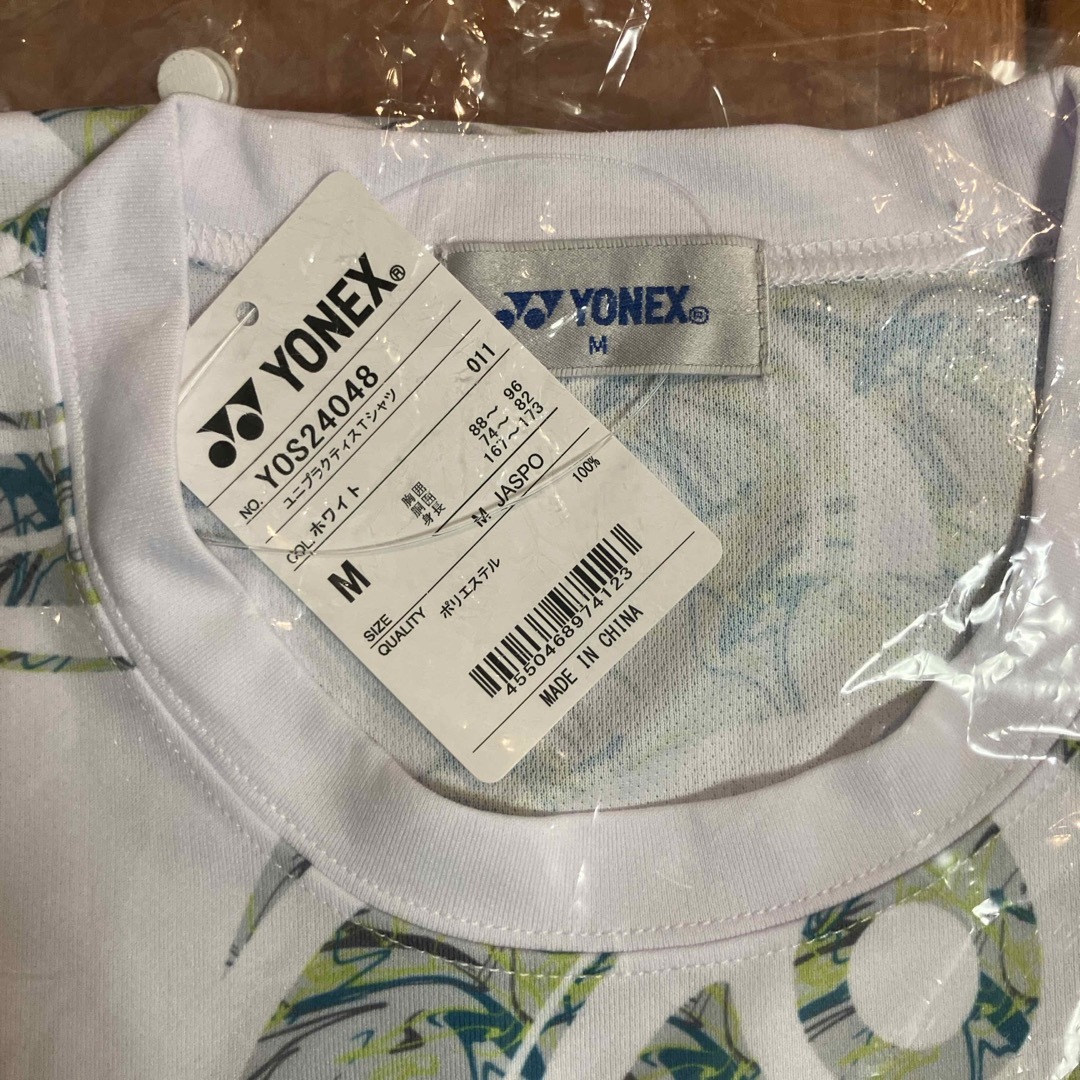 YONEX®
NO. YOS24048
ユニプラクティスTシャツ
COL. ホワイト 011
胸囲 88～ 96
胴囲 74～ 82
身長 167～173
SIZE M M JASPO
QUALITY ポリエステル 100%
4550468974123
MADE IN CHINA
YONEX®
M